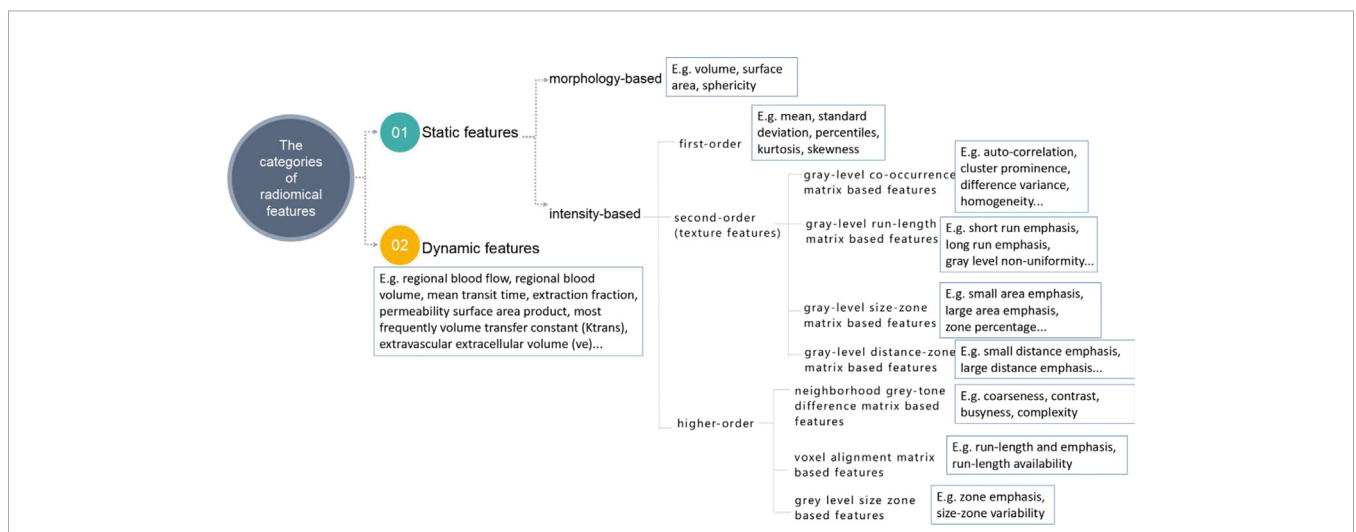 The
categories
of
radiomical
features
01
Static features
morphology-based
E.g. volume, surface
area, sphericity
intensity-based
first-order
E.g. mean, standard
deviation, percentiles,
kurtosis, skewness
second-order
(texture features)
gray-level co-occurrence
matrix based features
E.g. auto-correlation,
cluster prominence,
difference variance,
homogeneity...
gray-level run-length
matrix based features
E.g. short run emphasis,
long run emphasis,
gray level non-uniformity...
gray-level size-zone
matrix based features
E.g. small area emphasis,
large area emphasis,
zone percentage...
gray-level distance-zone
matrix based features
E.g. small distance emphasis,
large distance emphasis...
higher-order
neighborhood grey-tone
difference matrix based
features
E.g. coarseness, contrast,
busyness, complexity
voxel alignment matrix
based features
E.g. run-length and emphasis,
run-length availability
grey level size zone
based features
E.g. zone emphasis,
size-zone variability
02
Dynamic features
E.g. regional blood flow, regional blood
volume, mean transit time, extraction fraction,
permeability surface area product, most
frequently volume transfer constant (Ktrans),
extravascular extracellular volume (ve)...